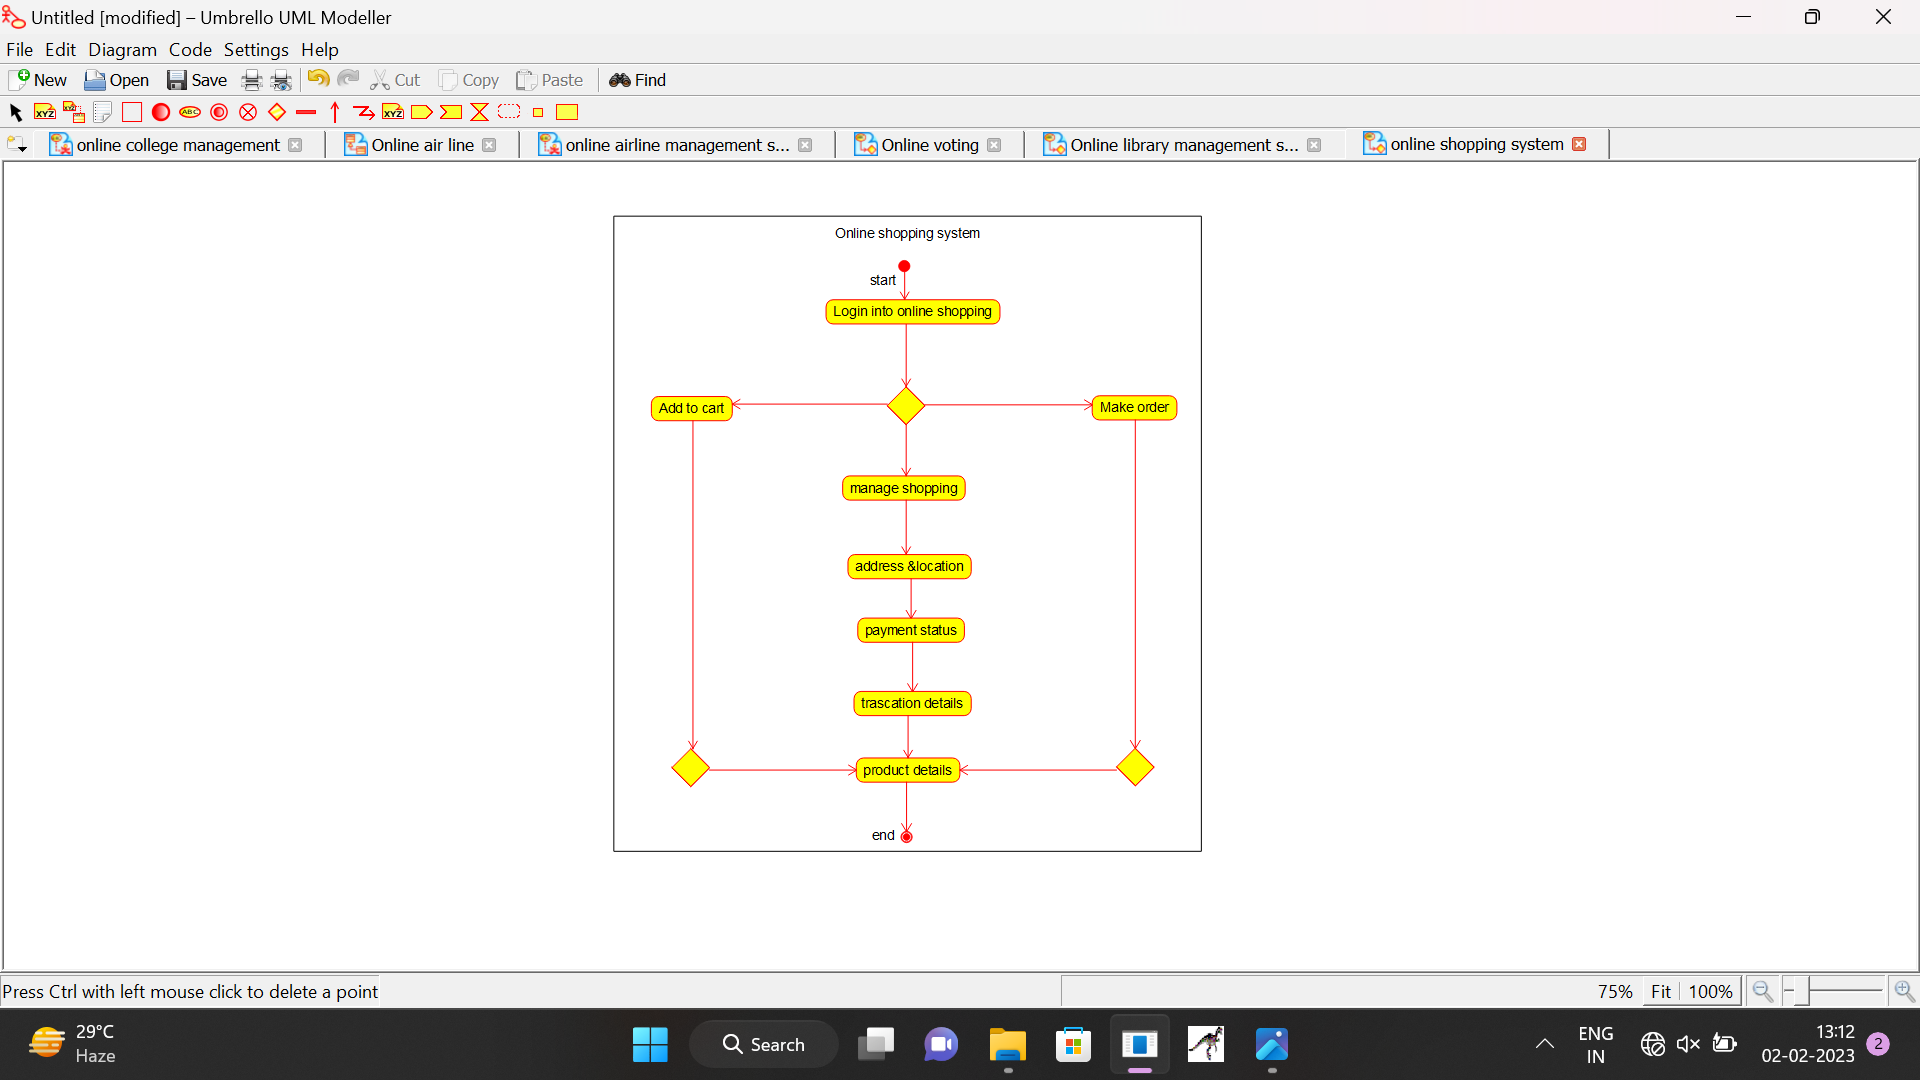 Untitled [modified] – Umbrello UML Modeller
File Edit Diagram Code Settings Help
New Open Save Cut Copy Paste Find
XYZ ABC XYZ
online college management Online air line online airline management s... Online voting Online library management s... online shopping system
Online shopping system
start
Login into online shopping
Add to cart
Make order
manage shopping
address &location
payment status
trascation details
product details
end
Press Ctrl with left mouse click to delete a point
75% Fit 100%
29°C
Haze
Search
ENG
IN
13:12
02-02-2023
2